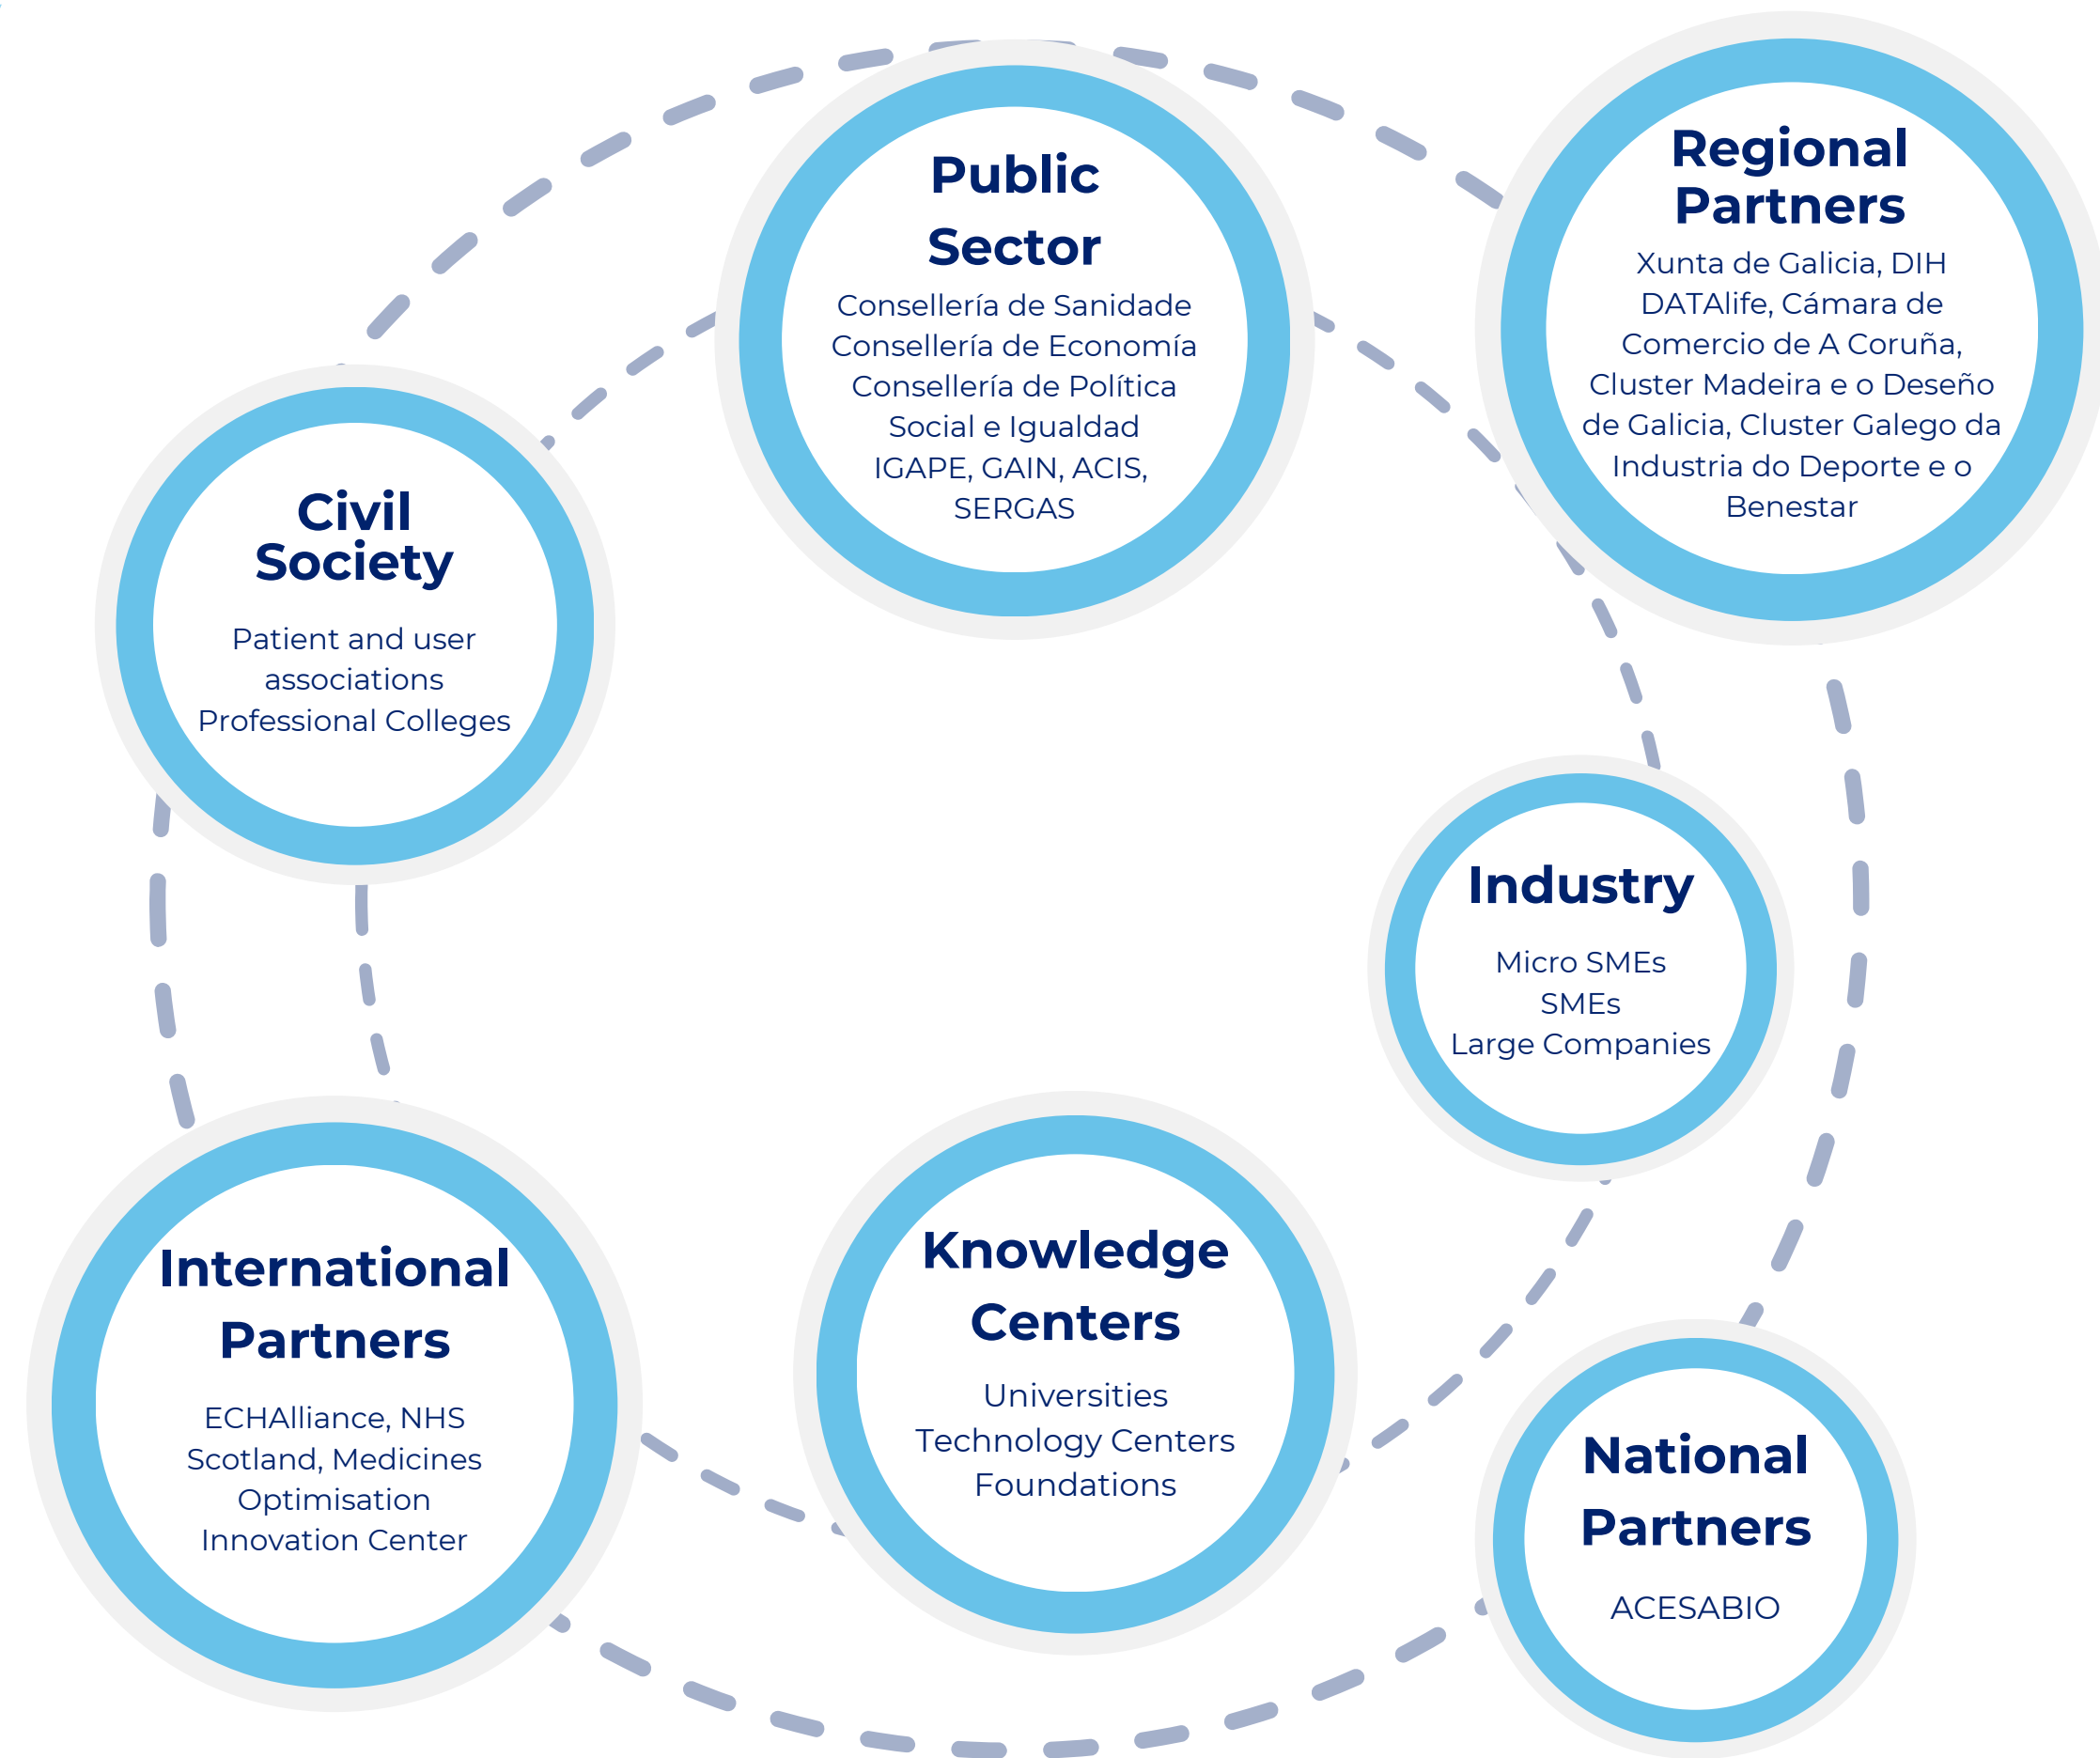 Public
Sector
Consellería de Sanidade
Consellería de Economía
Consellería de Política
Social e Igualdad
IGAPE, GAIN, ACIS,
SERGAS
Regional
Partners
Xunta de Galicia, DIH
DATAlife, Cámara de
Comercio de A Coruña,
Cluster Madeira e o Deseño
de Galicia, Cluster Galego da
Industria do Deporte e o
Benestar
Civil
Society
Patient and user
associations
Professional Colleges
Industry
Micro SMEs
SMEs
Large Companies
International
Partners
ECHAlliance, NHS
Scotland, Medicines
Optimisation
Innovation Center
Knowledge
Centers
Universities
Technology Centers
Foundations
National
Partners
ACESABIO